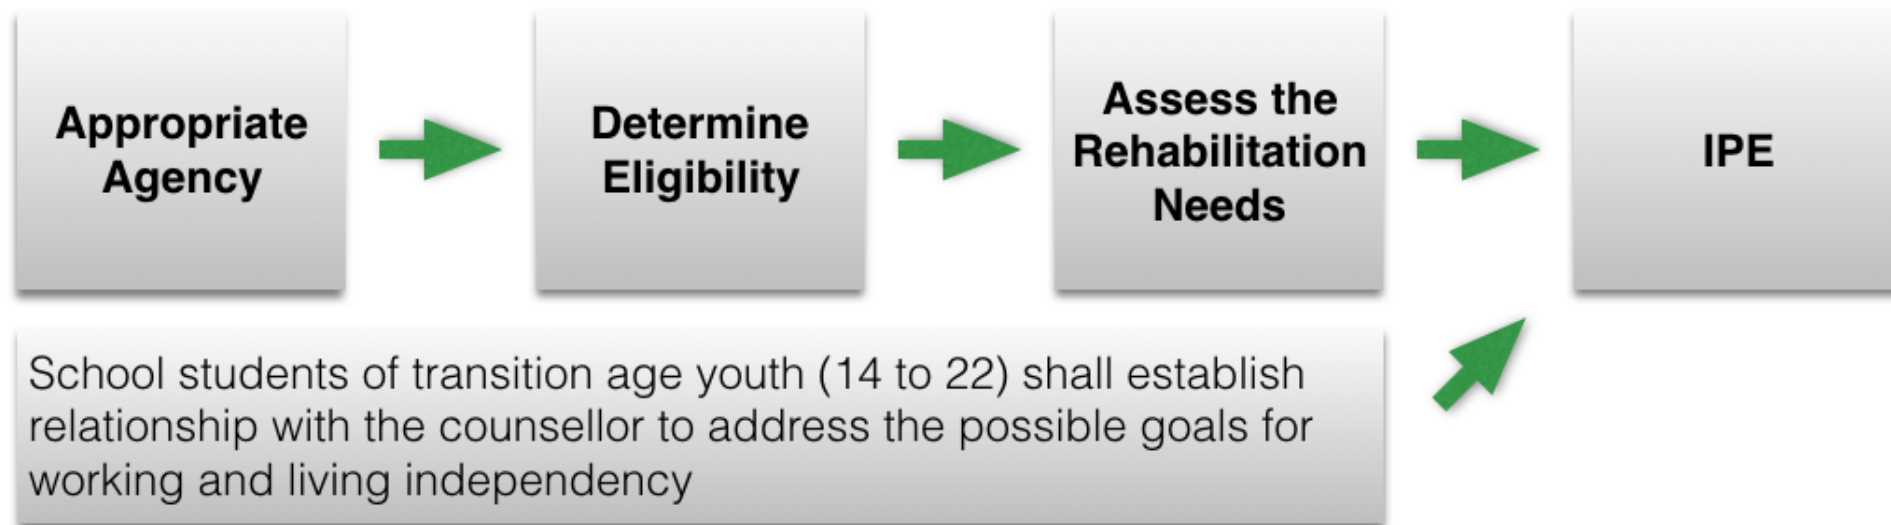 Appropriate
Agency
Determine
Eligibility
Assess the
Rehabilitation
Needs
IPE
School students of transition age youth (14 to 22) shall establish
relationship with the counsellor to address the possible goals for
working and living independency